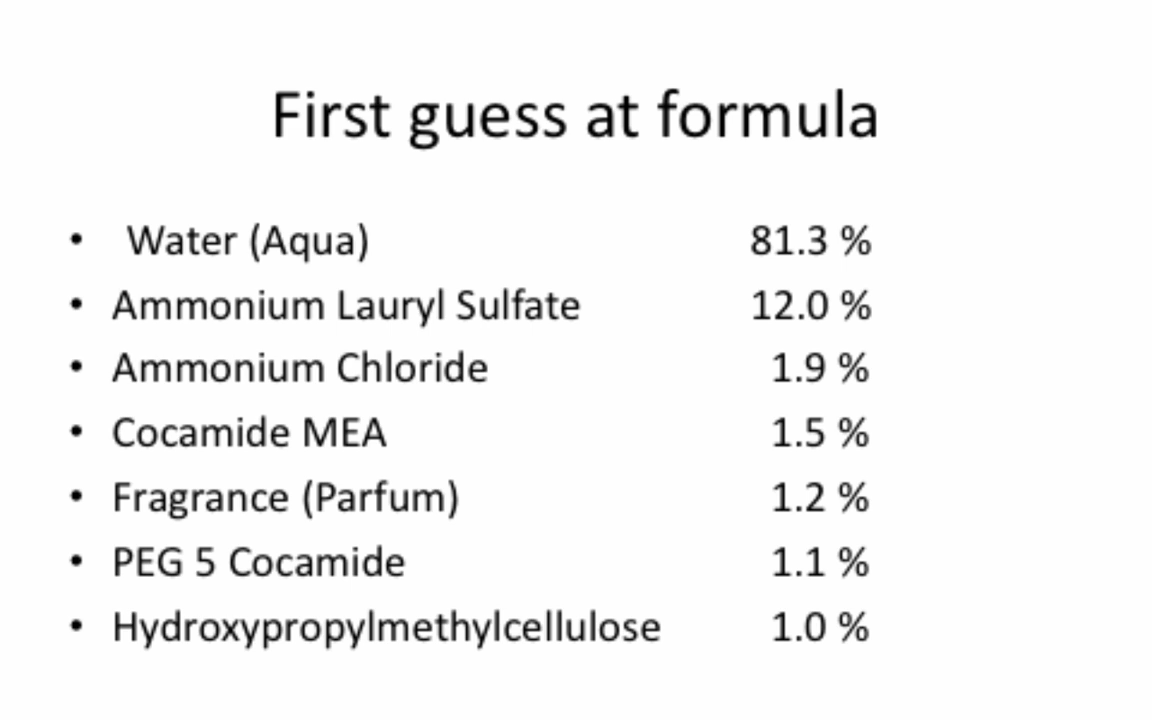 First guess at formula
• Water (Aqua) 81.3 %
• Ammonium Lauryl Sulfate 12.0 %
• Ammonium Chloride 1.9 %
• Cocamide MEA 1.5 %
• Fragrance (Parfum) 1.2 %
• PEG 5 Cocamide 1.1 %
• Hydroxypropylmethylcellulose 1.0 %